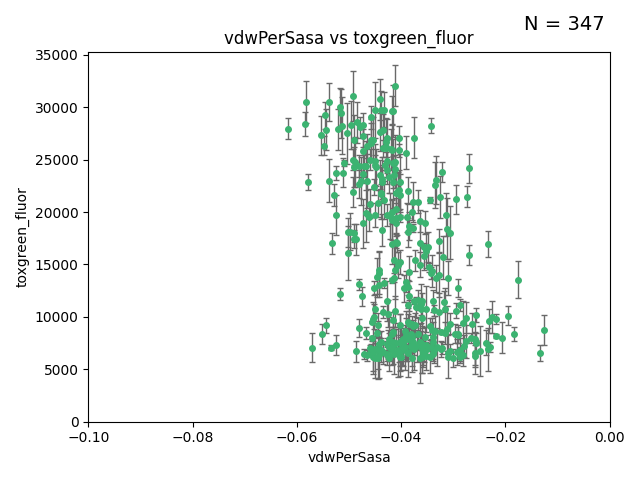 N = 347
vdwPerSasa vs toxgreen_fluor
35000
30000
25000
20000
15000
10000
5000
0
toxgreen_fluor
−0.10 −0.08 −0.06 −0.04 −0.02 0.00
vdwPerSasa